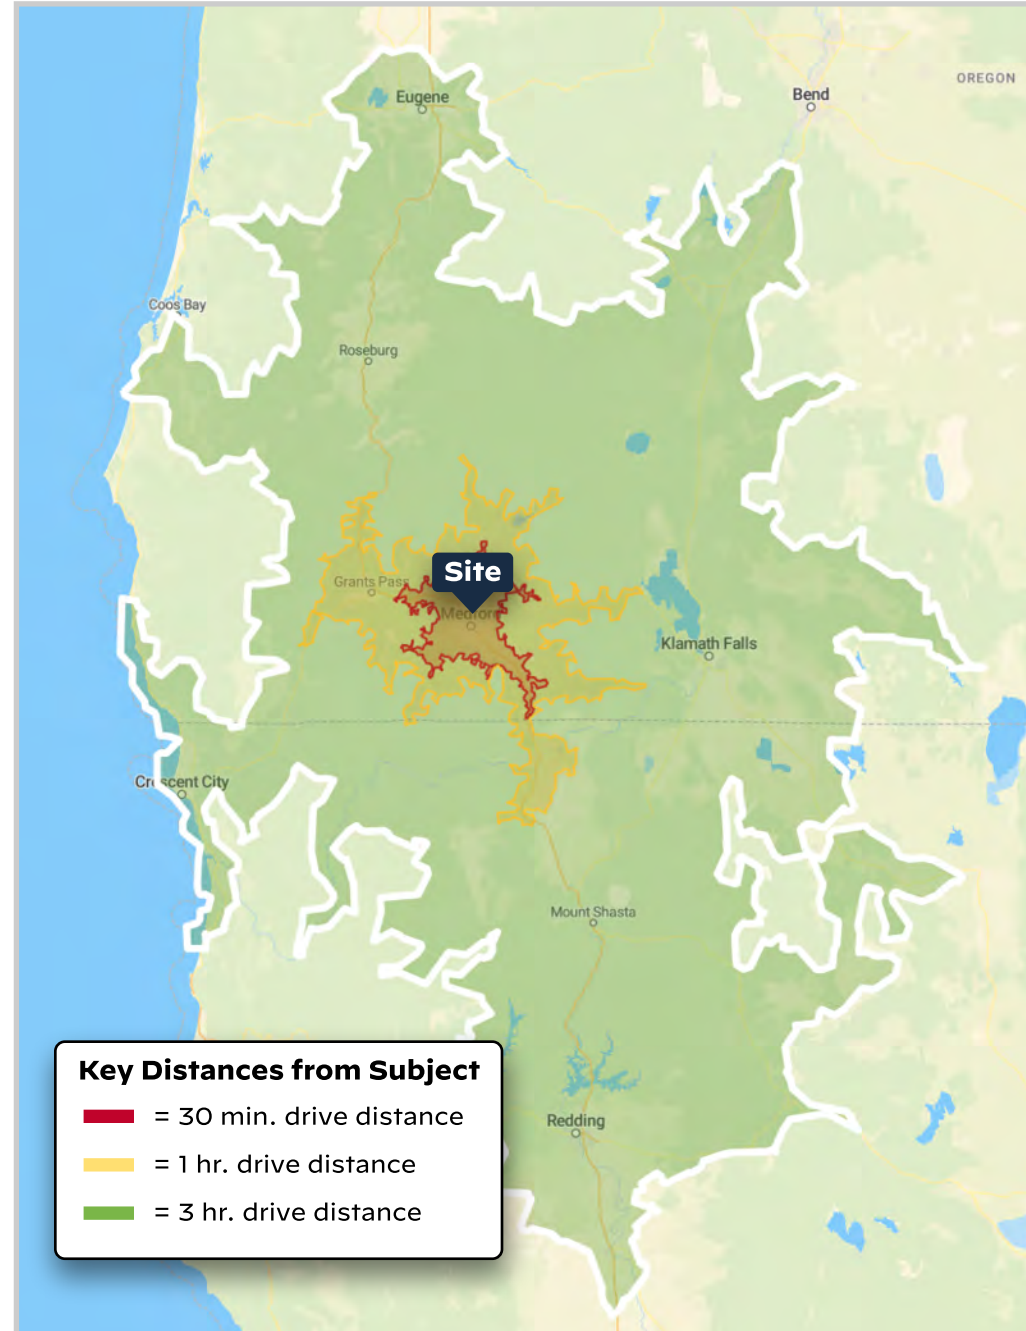 OREGON
Bend
Eugene
Coos Bay
Roseburg
Site
Grants Pass
Medford
Klamath Falls
Crescent City
Mount Shasta
Redding
Key Distances from Subject
= 30 min. drive distance
= 1 hr. drive distance
= 3 hr. drive distance